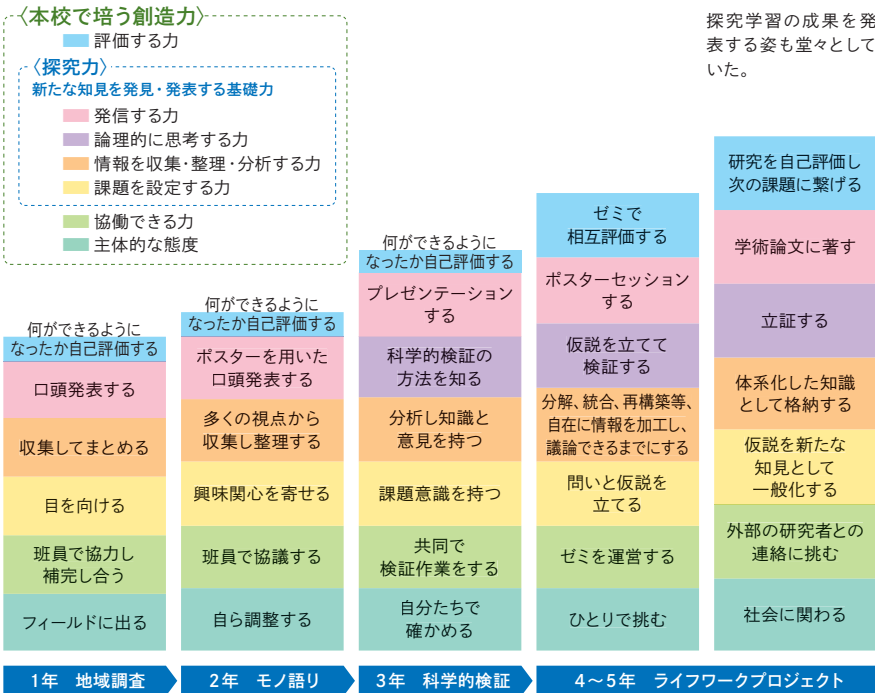 〈本校で培う創造力〉
評価する力
〈探究力〉
新たな知見を発見・発表する基礎力
発信する力
論理的に思考する力
情報を収集・整理・分析する力
課題を設定する力
協働できる力
主体的な態度
探究学習の成果を発
表する姿も堂々として
いた。
何ができるように
なったか自己評価する
口頭発表する
収集してまとめる
目を向ける
班員で協力し
補完し合う
フィールドに出る
1年 地域調査
何ができるように
なったか自己評価する
ポスターを用いた
口頭発表する
多くの視点から
収集し整理する
興味関心を寄せる
班員で協議する
自ら調整する
2年 モノ語り
何ができるように
なったか自己評価する
プレゼンテーション
する
科学的検証の
方法を知る
分析し知識と
意見を持つ
課題意識を持つ
共同で
検証作業をする
自分たちで
確かめる
3年 科学的検証
ゼミで
相互評価する
ポスターセッション
する
仮説を立てて
検証する
分解、統合、再構築等、
自在に情報を加工し、
議論できるまでにする
問いと仮説を
立てる
ゼミを運営する
ひとりで挑む
研究を自己評価し
次の課題に繋げる
学術論文に著す
立証する
体系化した知識
として格納する
仮説を新たな
知見として
一般化する
外部の研究者との
連絡に挑む
社会に関わる
4〜5年 ライフワークプロジェクト